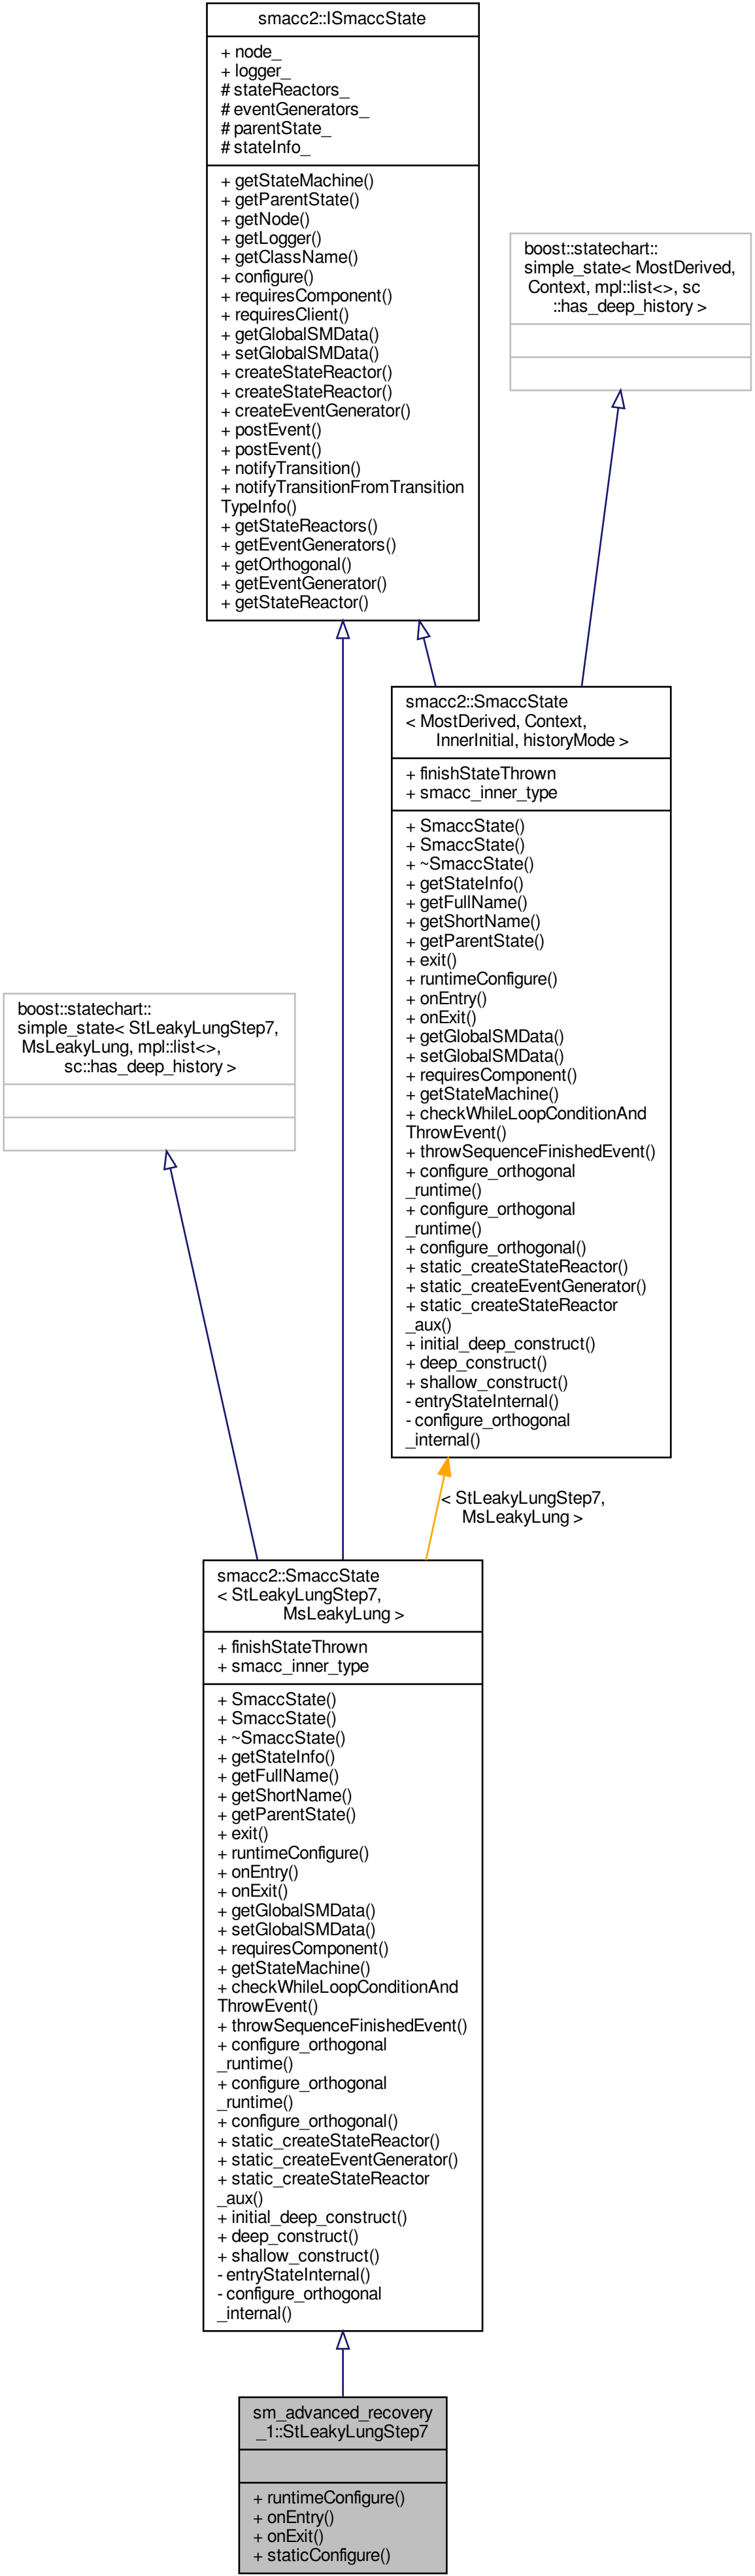 smacc2::ISmaccState
+ node_
+ logger_
# stateReactors_
# eventGenerators_
# parentState_
# stateInfo_
+ getStateMachine()
+ getParentState()
+ getNode()
+ getLogger()
+ getClassName()
+ configure()
+ requiresComponent()
+ requiresClient()
+ getGlobalSMData()
+ setGlobalSMData()
+ createStateReactor()
+ createStateReactor()
+ createEventGenerator()
+ postEvent()
+ postEvent()
+ notifyTransition()
+ notifyTransitionFromTransition
TypeInfo()
+ getStateReactors()
+ getEventGenerators()
+ getOrthogonal()
+ getEventGenerator()
+ getStateReactor()
boost::statechart::
simple_state< MostDerived,
Context, mpl::list<>, sc
::has_deep_history >
smacc2::SmaccState
< MostDerived, Context,
InnerInitial, historyMode >
+ finishStateThrown
+ smacc_inner_type
+ SmaccState()
+ SmaccState()
+ ~SmaccState()
+ getStateInfo()
+ getFullName()
+ getShortName()
+ getParentState()
+ exit()
+ runtimeConfigure()
+ onEntry()
+ onExit()
+ getGlobalSMData()
+ setGlobalSMData()
+ requiresComponent()
+ getStateMachine()
+ checkWhileLoopConditionAnd
ThrowEvent()
+ throwSequenceFinishedEvent()
+ configure_orthogonal
_runtime()
+ configure_orthogonal
_runtime()
+ configure_orthogonal()
+ static_createStateReactor()
+ static_createEventGenerator()
+ static_createStateReactor
_aux()
+ initial_deep_construct()
+ deep_construct()
+ shallow_construct()
- entryStateInternal()
- configure_orthogonal
_internal()
boost::statechart::
simple_state< StLeakyLungStep7,
MsLeakyLung, mpl::list<>,
sc::has_deep_history >
< StLeakyLungStep7,
MsLeakyLung >
smacc2::SmaccState
< StLeakyLungStep7,
MsLeakyLung >
+ finishStateThrown
+ smacc_inner_type
+ SmaccState()
+ SmaccState()
+ ~SmaccState()
+ getStateInfo()
+ getFullName()
+ getShortName()
+ getParentState()
+ exit()
+ runtimeConfigure()
+ onEntry()
+ onExit()
+ getGlobalSMData()
+ setGlobalSMData()
+ requiresComponent()
+ getStateMachine()
+ checkWhileLoopConditionAnd
ThrowEvent()
+ throwSequenceFinishedEvent()
+ configure_orthogonal
_runtime()
+ configure_orthogonal
_runtime()
+ configure_orthogonal()
+ static_createStateReactor()
+ static_createEventGenerator()
+ static_createStateReactor
_aux()
+ initial_deep_construct()
+ deep_construct()
+ shallow_construct()
- entryStateInternal()
- configure_orthogonal
_internal()
sm_advanced_recovery
_1::StLeakyLungStep7
+ runtimeConfigure()
+ onEntry()
+ onExit()
+ staticConfigure()